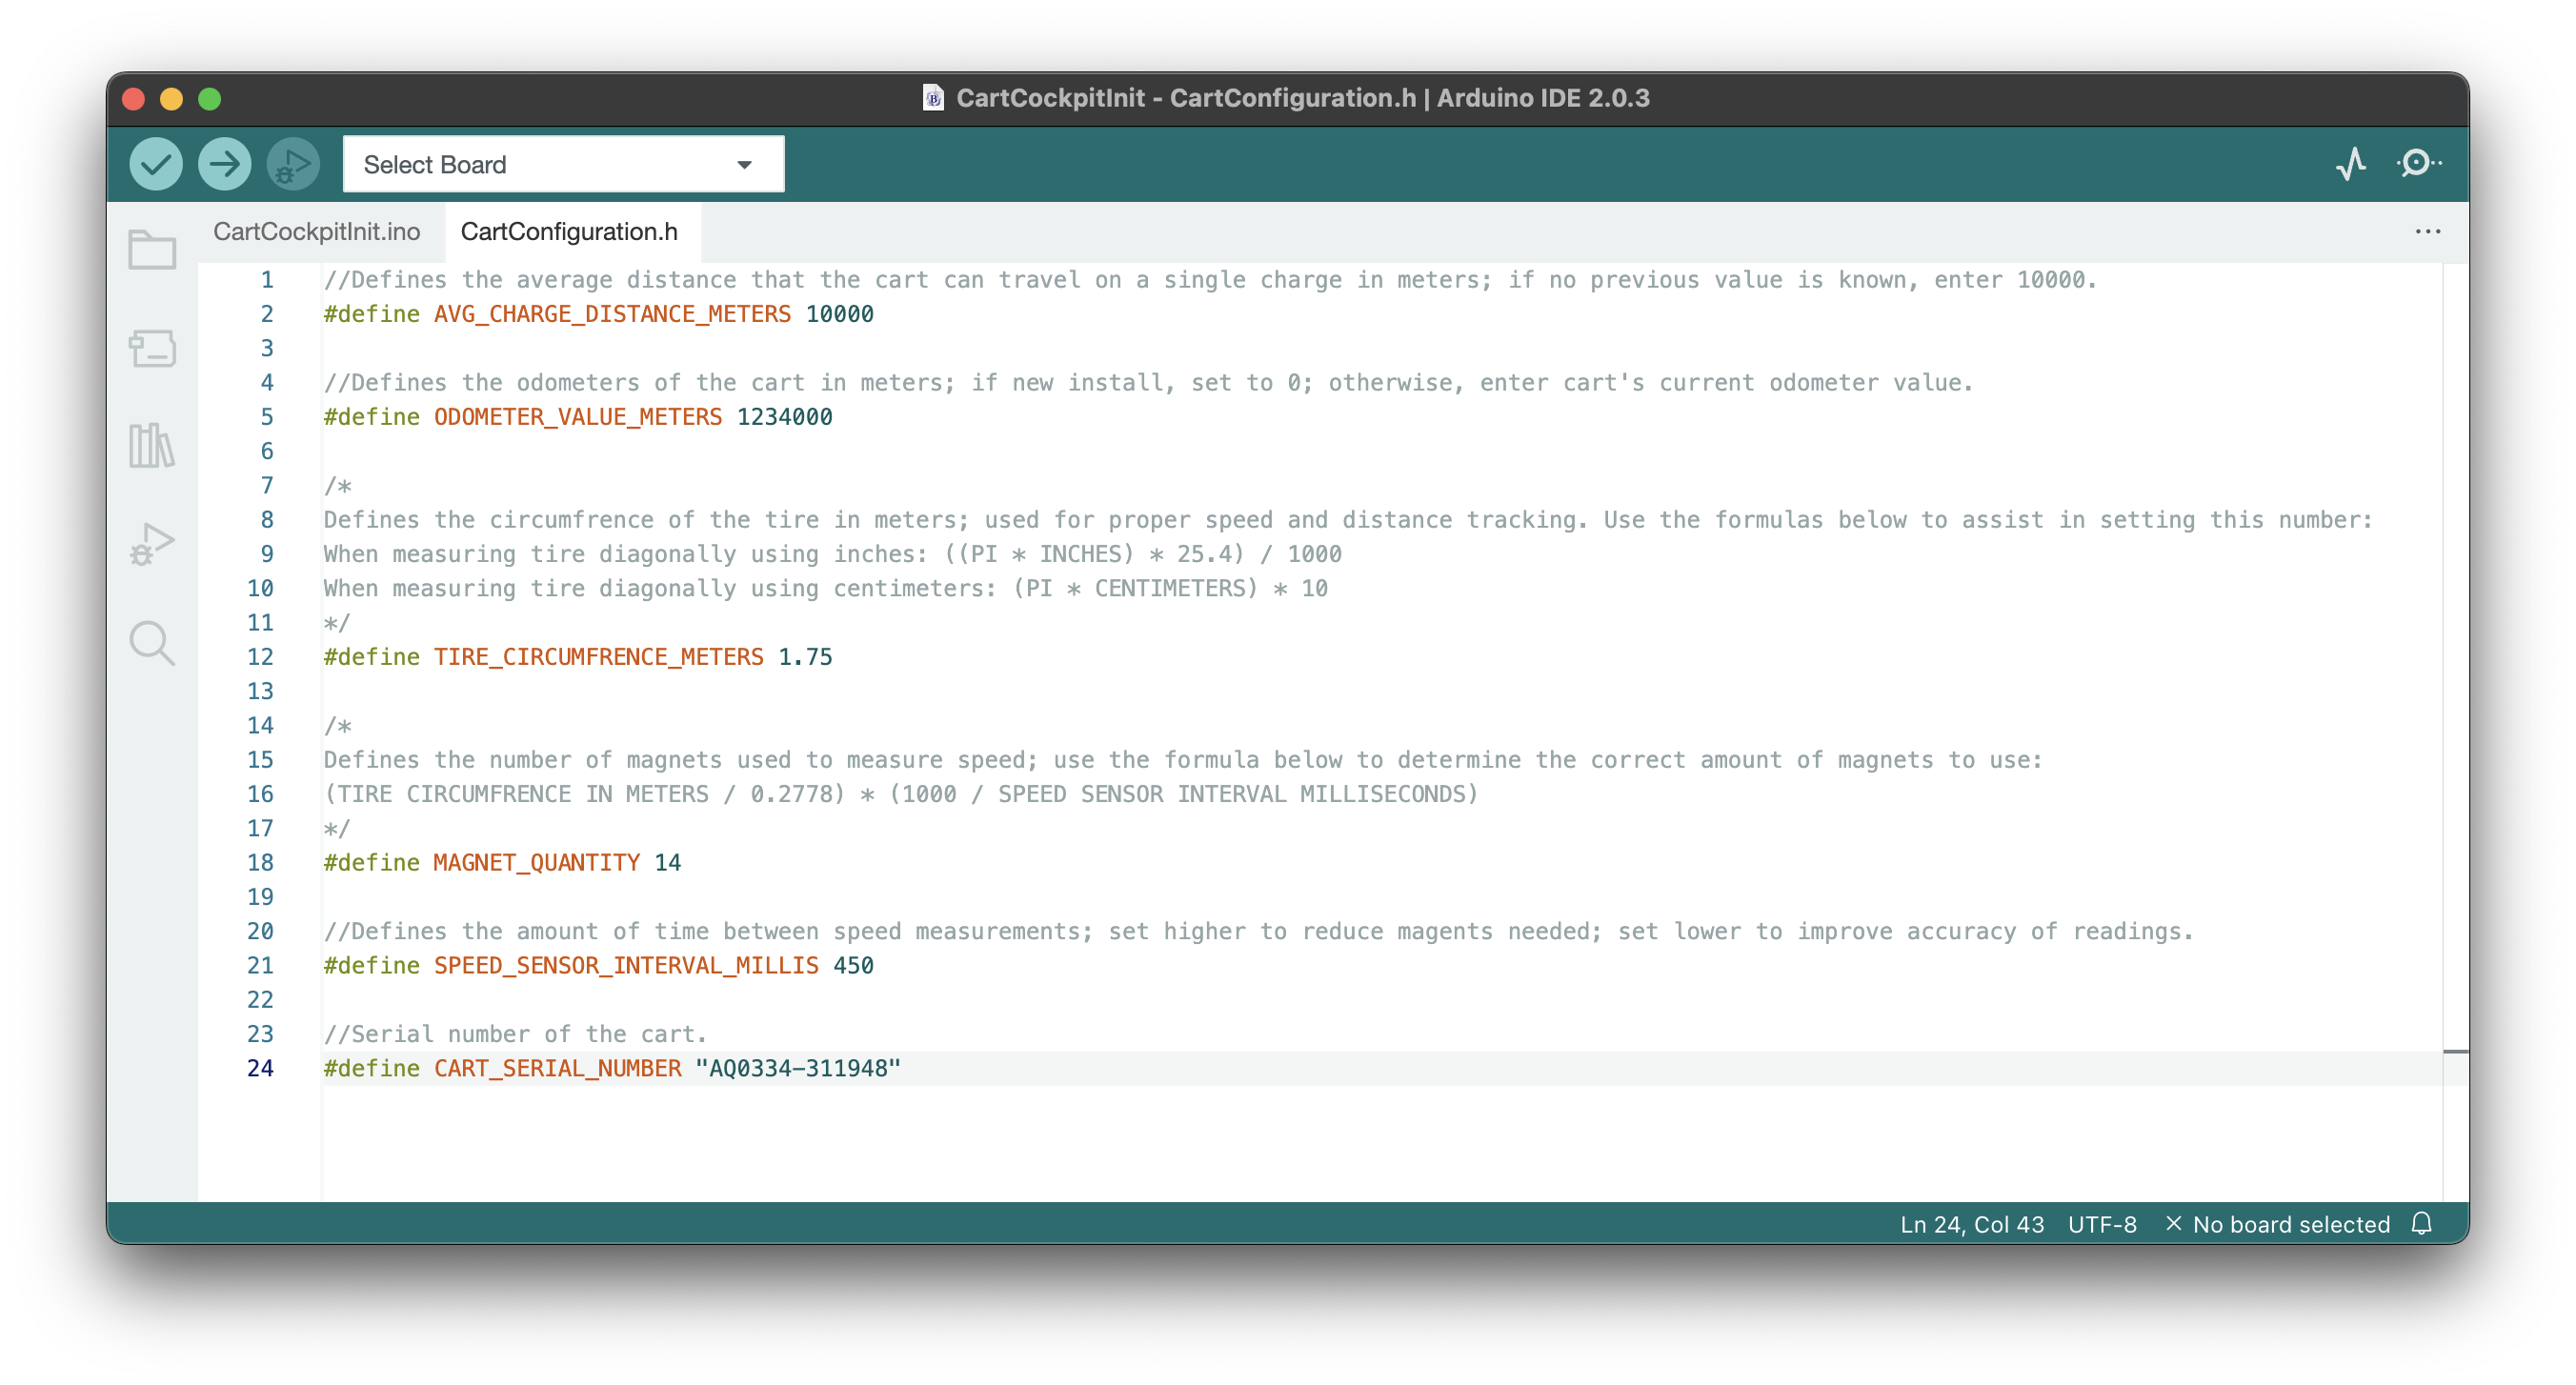 CartCockpitInit - CartConfiguration.h | Arduino IDE 2.0.3
Select Board
CartCockpitInit.ino
CartConfiguration.h
1 //Defines the average distance that the cart can travel on a single charge in meters; if no previous value is known, enter 10000.
2 #define AVG_CHARGE_DISTANCE_METERS 10000
3
4 //Defines the odometers of the cart in meters; if new install, set to 0; otherwise, enter cart's current odometer value.
5 #define ODOMETER_VALUE_METERS 1234000
6
7 /*
8 Defines the circumfrence of the tire in meters; used for proper speed and distance tracking. Use the formulas below to assist in setting this number:
9 When measuring tire diagonally using inches: ((PI * INCHES) * 25.4) / 1000
10 When measuring tire diagonally using centimeters: (PI * CENTIMETERS) * 10
11 */
12 #define TIRE_CIRCUMFRENCE_METERS 1.75
13
14 /*
15 Defines the number of magnets used to measure speed; use the formula below to determine the correct amount of magnets to use:
16 (TIRE CIRCUMFRENCE IN METERS / 0.2778) * (1000 / SPEED SENSOR INTERVAL MILLISECONDS)
17 */
18 #define MAGNET_QUANTITY 14
19
20 //Defines the amount of time between speed measurements; set higher to reduce magents needed; set lower to improve accuracy of readings.
21 #define SPEED_SENSOR_INTERVAL_MILLIS 450
22
23 //Serial number of the cart.
24 #define CART_SERIAL_NUMBER "AQ0334-311948"
Ln 24, Col 43 UTF-8 × No board selected